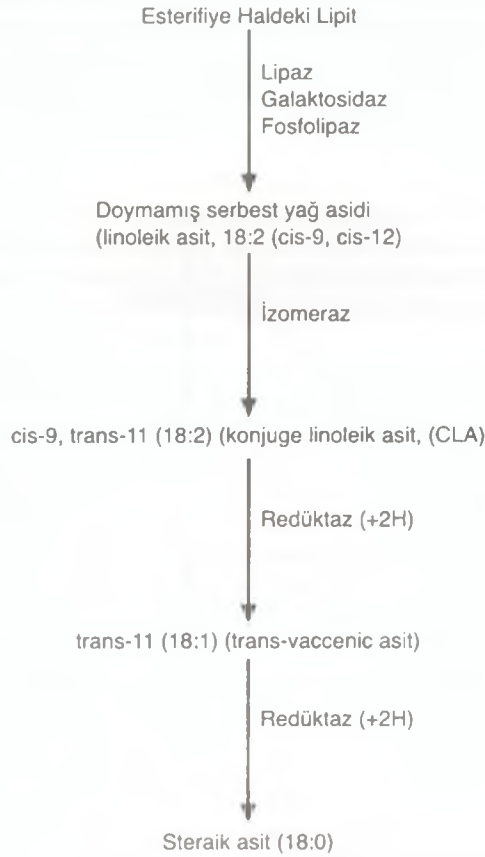 Esterifiye Haldeki Lipit
Lipaz
Galaktosidaz
Fosfolipaz
Doymamış serbest yağ asidi
(linoleik asit, 18:2 (cis-9, cis-12)
İzomeraz
cis-9, trans-11 (18:2) (konjuge linoleik asit, (CLA)
Redüktaz (+2H)
trans-11 (18:1) (trans-vaccenic asit)
Redüktaz (+2H)
Steraik asit (18:0)